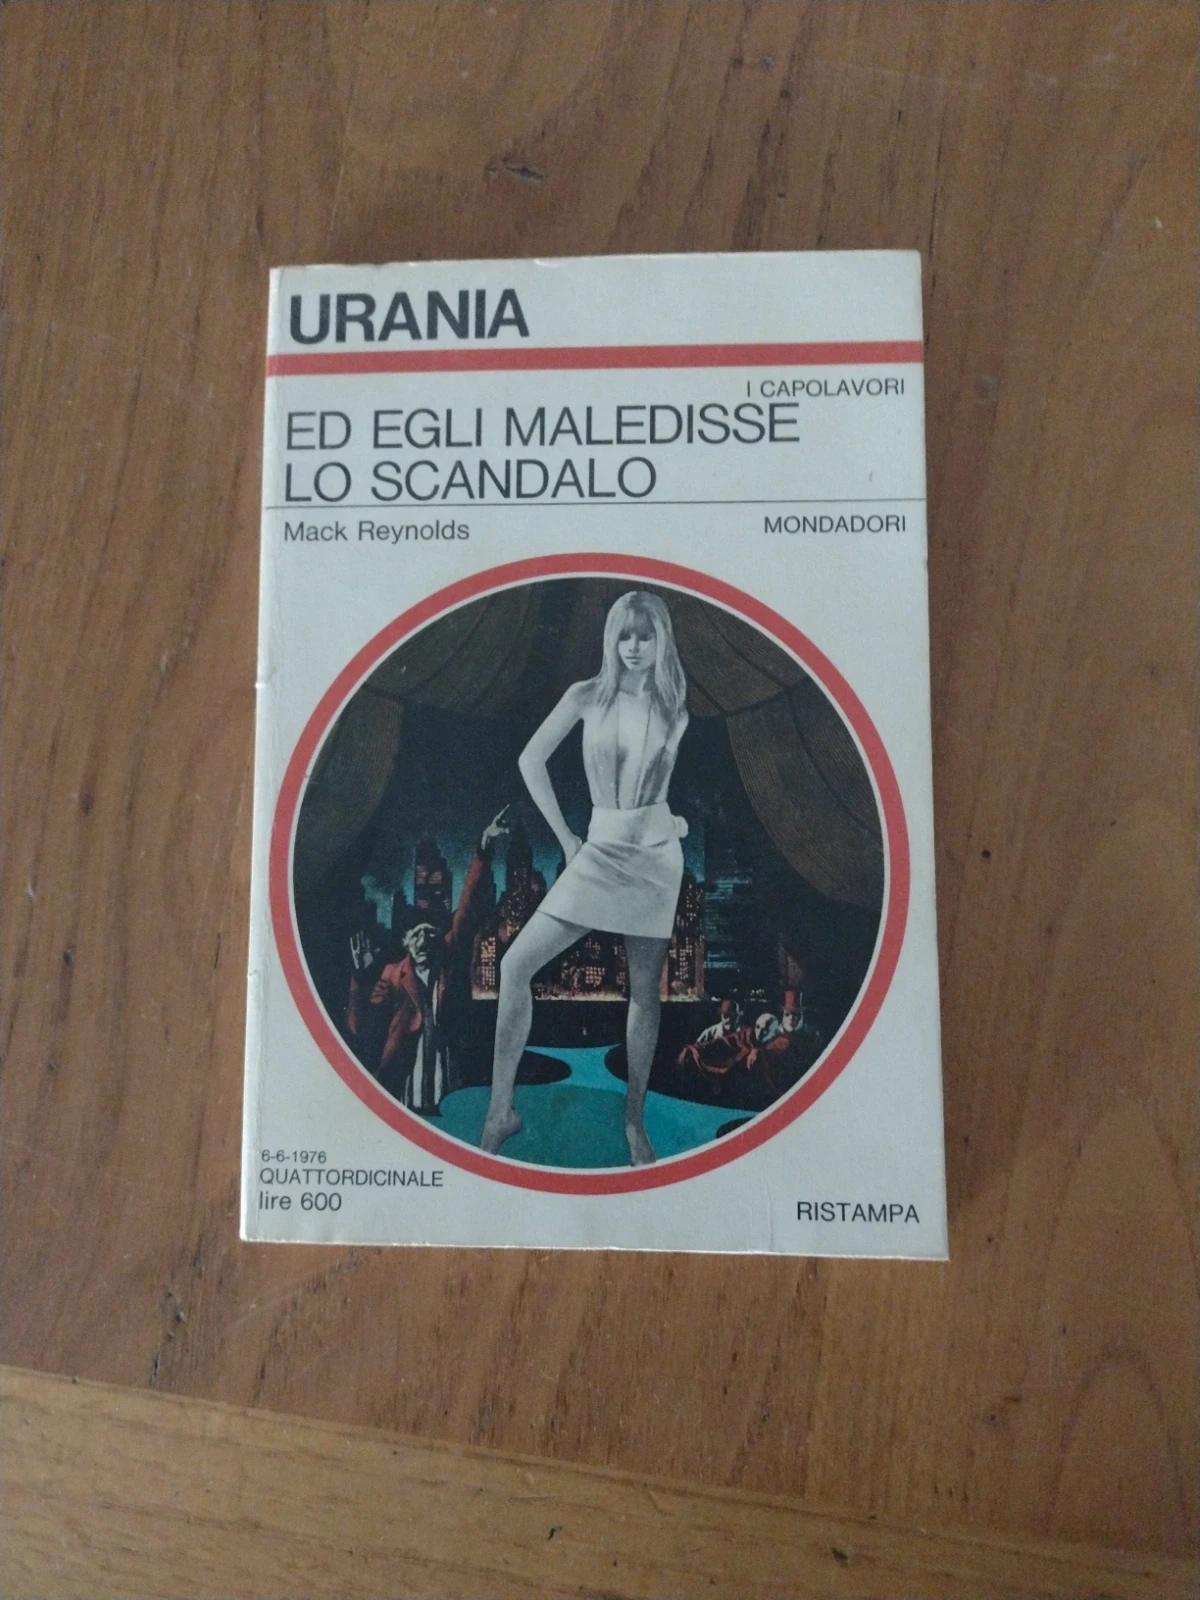 URANIA
I CAPOLAVORI
ED EGLI MALEDISSE
LO SCANDALO
Mack Reynolds
MONDADORI
6-6-1976
QUATTORDICINALE
lire 600
RISTAMPA